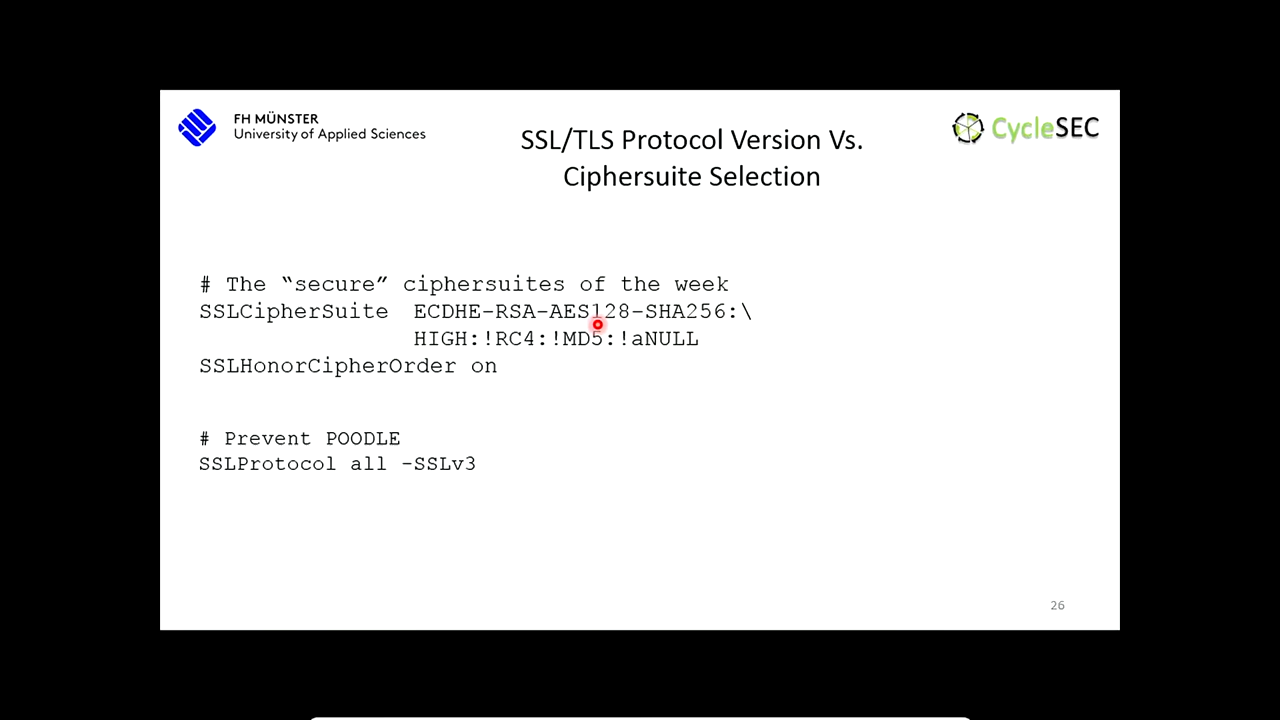 FH MÜNSTER
University of Applied Sciences
CycleSEC
SSL/TLS Protocol Version Vs.
Ciphersuite Selection
# The “secure” ciphersuites of the week
SSLCipherSuite ECDHE-RSA-AES128-SHA256:\
HIGH:!RC4:!MD5:!aNULL
SSLHonorCipherOrder on
# Prevent POODLE
SSLProtocol all -SSLv3
26